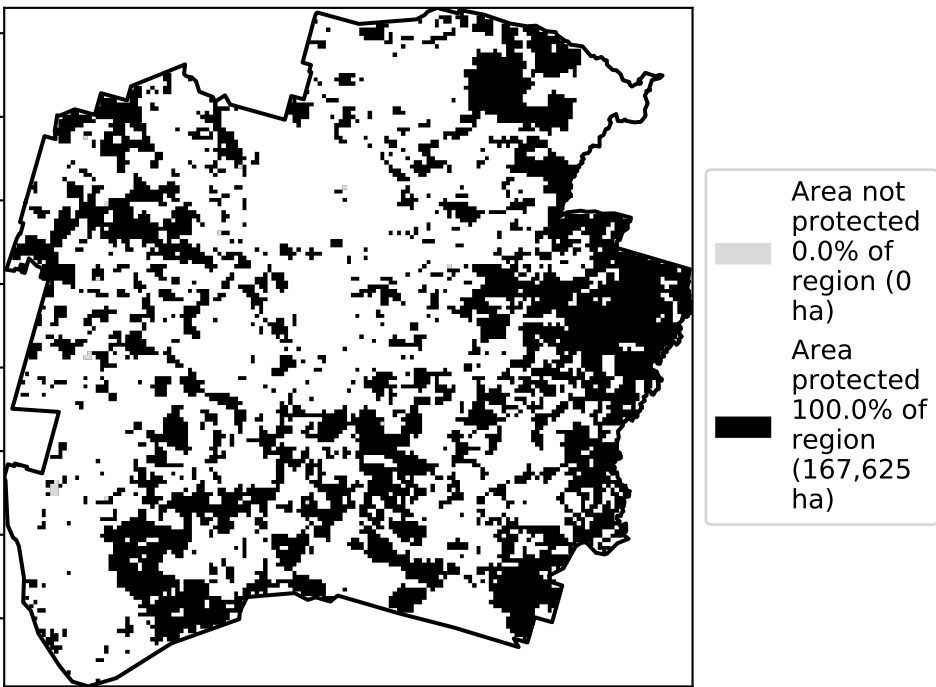 Area not
protected
0.0% of
region (0
ha)
Area
protected
100.0% of
region
(167,625
ha)